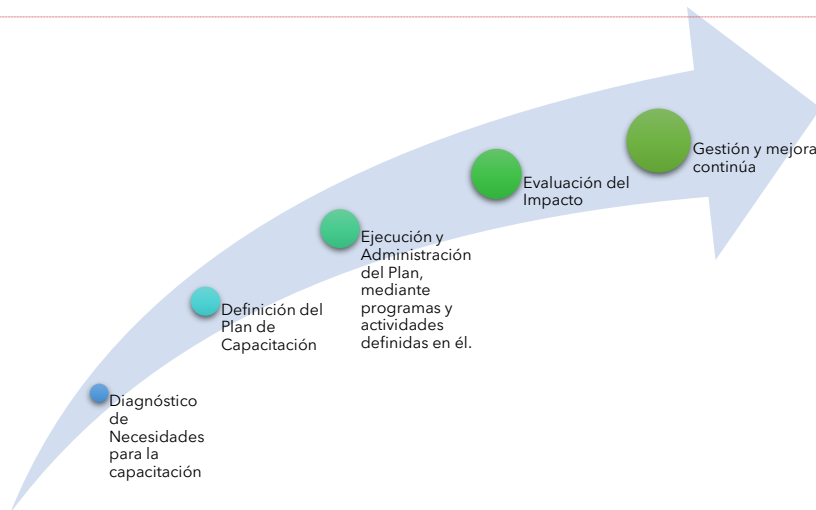 Diagnóstico
de
Necesidades
para la
capacitación
Definición del
Plan de
Capacitación
Ejecución y
Administración
del Plan,
mediante
programas y
actividades
definidas en él.
Evaluación del
Impacto
Gestión y mejora
continúa